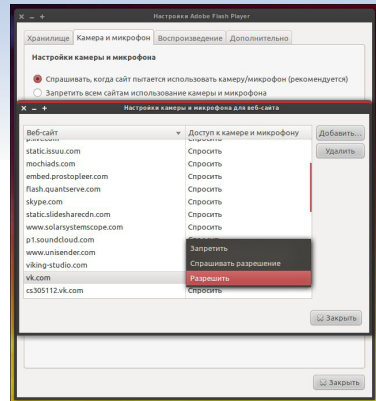 Настройки Adobe Flash Player
Хранилище Камера и микрофон Воспроизведение Дополнительно
Настройки камеры и микрофона
Спрашивать, когда сайт пытается использовать камеру/микрофон (рекомендуется)
Запретить всем сайтам использование камеры и микрофона
Настройки камеры и микрофона для веб-сайта
Веб-сайт Доступ к камере и микрофону Добавить...
Удалить
static.issuu.com Спросить
mochiads.com Спросить
embed.prostopleer.com Спросить
flash.quantserve.com Спросить
skype.com Спросить
static.slidesharecdn.com Спросить
www.solarsystemscope.com Спросить
p1.soundcloud.com Спросить
www.unisender.com Запретить
viking-studio.com Спрашивать разрешение
vk.com Разрешить
cs305112.vk.com Спросить
Закрыть
Закрыть